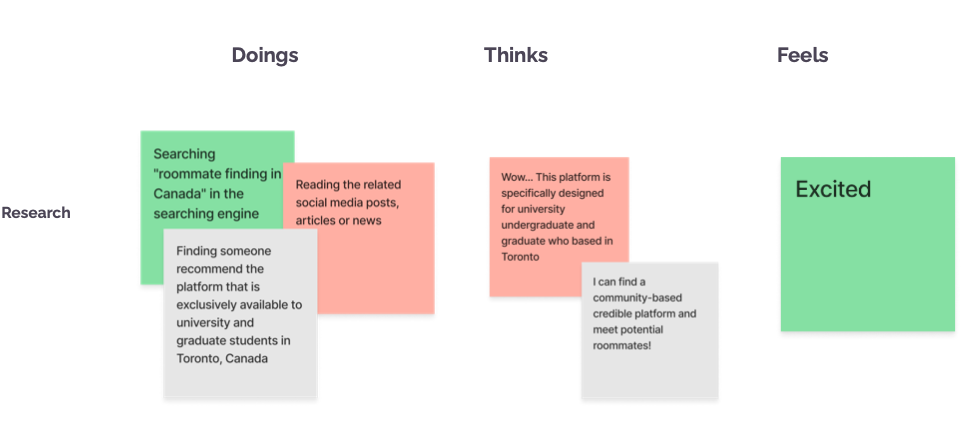 Doings
Thinks
Feels
Research
Searching
"roommate finding in
Canada" in the
searching engine
Reading the related
social media posts,
articles or news
Finding someone
recommend the
platform that is
exclusively available to
university and
graduate students in
Toronto, Canada
Wow... This platform is
specifically designed
for university
undergraduate and
graduate who based in
Toronto
I can find a
community-based
credible platform and
meet potential
roommates!
Excited